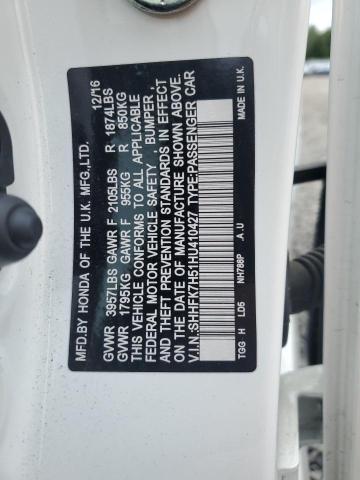 MFD.BY HONDA OF THE U.K. MFG.,LTD. 12/16
GVWR 3957LBS GAWR F 2105LBS R 1874LBS
GVWR 1795KG GAWR F 955KG R 850KG
THIS VEHICLE CONFORMS TO ALL APPLICABLE
FEDERAL MOTOR VEHICLE SAFETY , BUMPER ,
& THEFT PREVENTION STANDARDS IN EFFECT
ON THE DATE OF MANUFACTURE SHOWN ABOVE.
V.I.N.:SHHFK7H51HU410427 TYPE:PASSENGER CAR
TGG H LD5 NH788P .A.U MADE IN U.K.